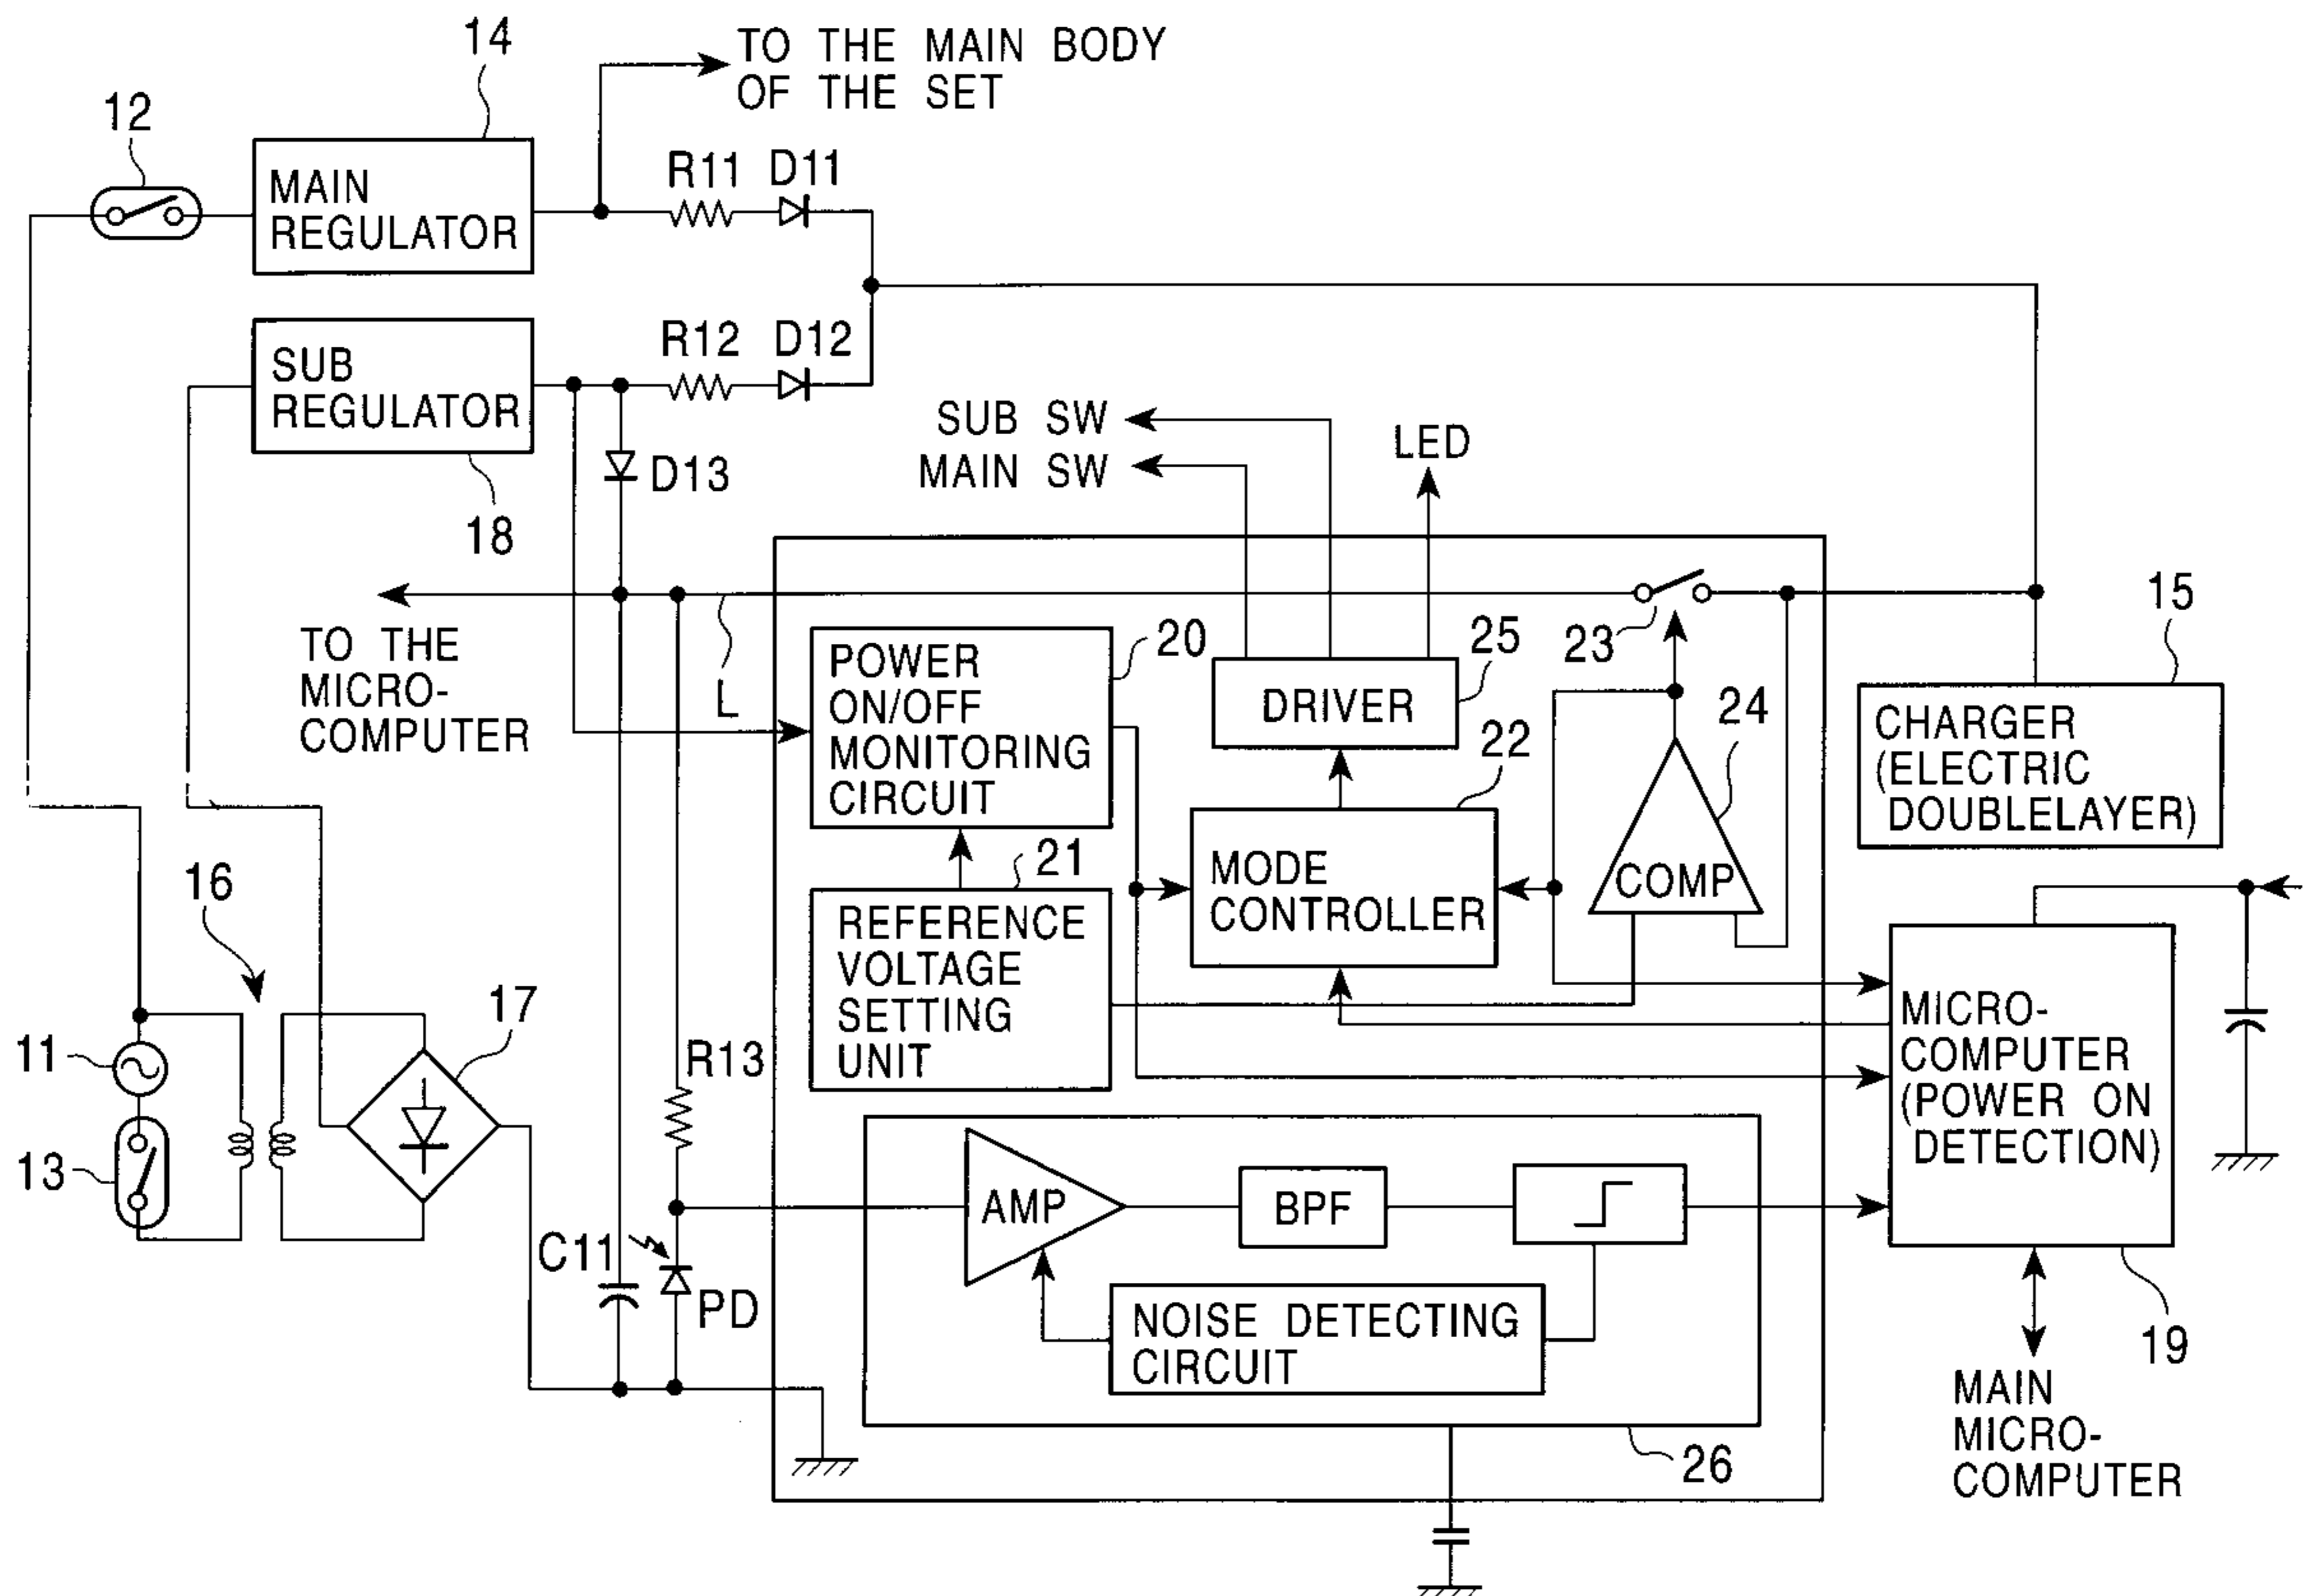 14
TO THE MAIN BODY
OF THE SET
12
MAIN
REGULATOR
R11
D11
SUB
REGULATOR
R12
D12
SUB SW
MAIN SW
LED
D13
18
TO THE
MICRO-
COMPUTER
L
POWER
ON/OFF
MONITORING
CIRCUIT
20
DRIVER
25
22
23
24
15
CHARGER
(ELECTRIC
DOUBLELAYER)
21
REFERENCE
VOLTAGE
SETTING
UNIT
MODE
CONTROLLER
COMP
16
17
11
13
R13
MICRO-
COMPUTER
(POWER ON
DETECTION)
AMP
BPF
C11
PD
NOISE DETECTING
CIRCUIT
19
26
MAIN
MICRO-
COMPUTER